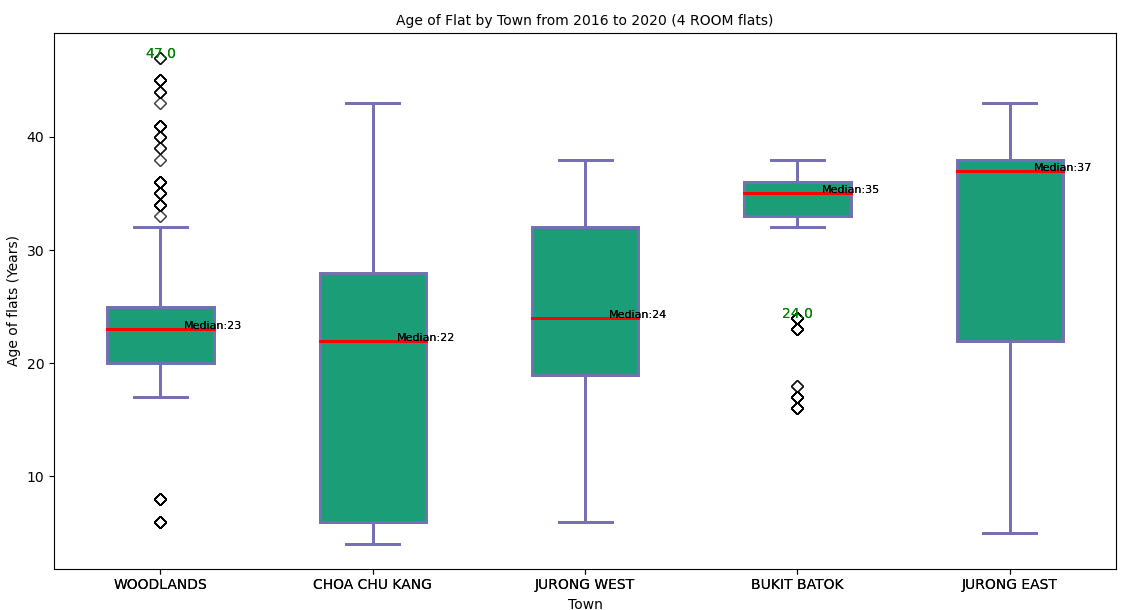 Age of Flat by Town from 2016 to 2020 (4 ROOM flats)
47.0
40
Median:37
Median:35
30
Age of flats (Years)
Median:23
Median:24
24.0
Median:22
20
10
WOODLANDS CHOA CHU KANG JURONG WEST BUKIT BATOK JURONG EAST
Town